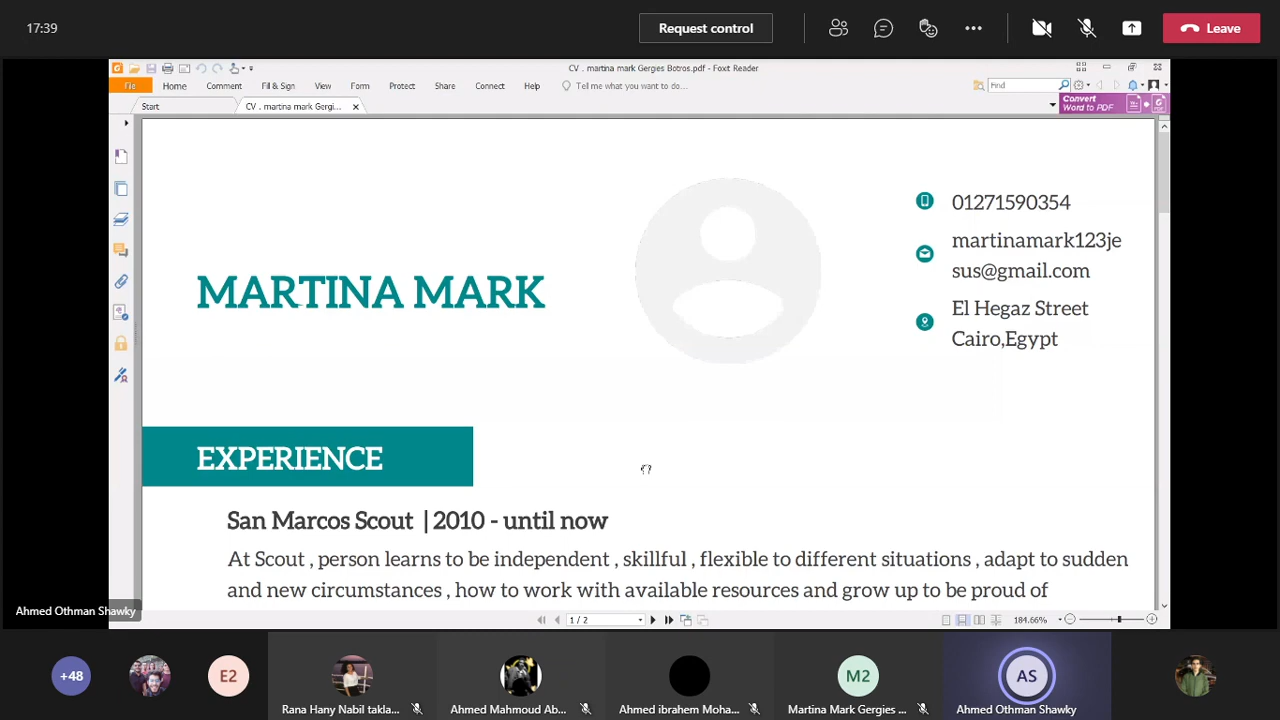 17:39
Request control
Leave
CV . martina mark Gergies Botros.pdf - Foxit Reader
File Home Comment Fill & Sign View Form Protect Share Connect Help Tell me what you want to do... Find
Start CV . martina mark Gergi...
Convert
Word to PDF
01271590354
martinamark123je
sus@gmail.com
MARTINA MARK
El Hegaz Street
Cairo,Egypt
EXPERIENCE
San Marcos Scout | 2010 - until now
At Scout , person learns to be independent , skillful , flexible to different situations , adapt to sudden
and new circumstances , how to work with available resources and grow up to be proud of
Ahmed Othman Shawky
1 / 2
184.66%
+48
E2
M2
AS
Rana Hany Nabil takla...
Ahmed Mahmoud Ab...
Ahmed ibrahem Moha...
Martina Mark Gergies ...
Ahmed Othman Shawky